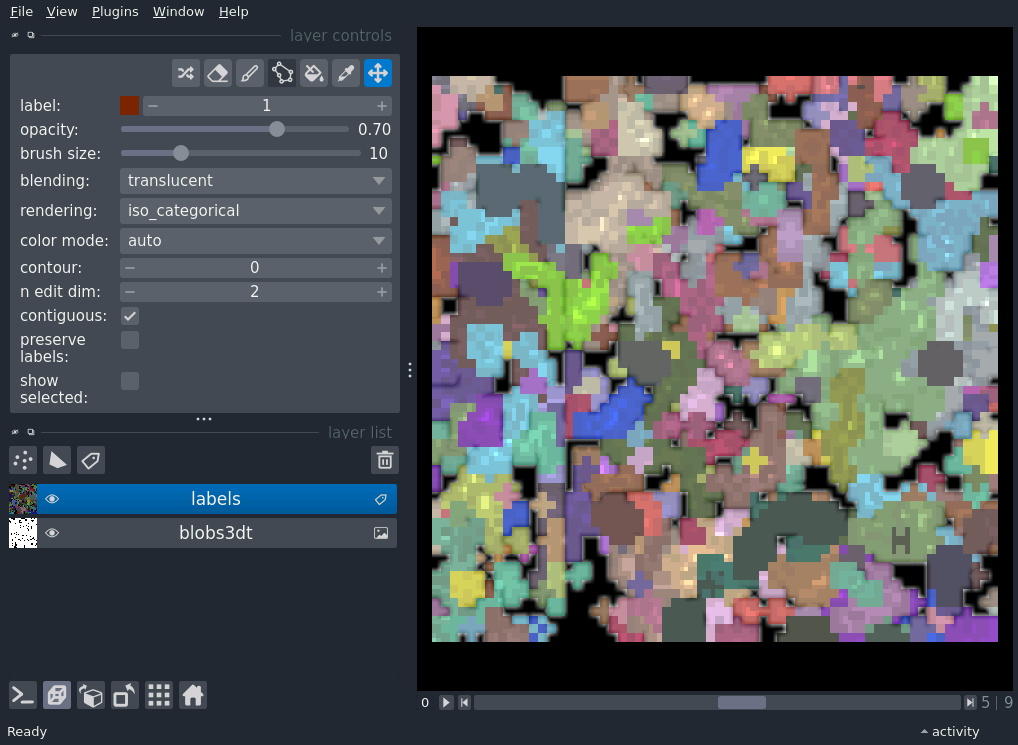 File View Plugins Window Help
layer controls
label: 1
opacity: 0.70
brush size: 10
blending: translucent
rendering: iso_categorical
color mode: auto
contour: 0
n edit dim: 2
contiguous:
preserve
labels:
show
selected:
layer list
labels
blobs3dt
0 5 | 9
Ready activity